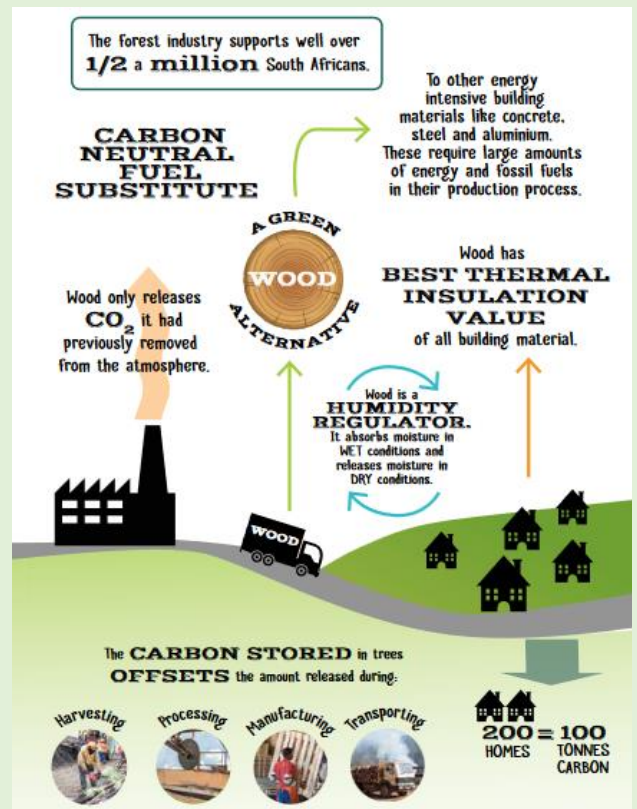 The forest industry supports well over
1/2 a million South Africans.
To other energy
intensive building
materials like concrete,
steel and aluminium.
These require large amounts
of energy and fossil fuels
in their production process.
CARBON
NEUTRAL
FUEL
SUBSTITUTE
A GREEN
WOOD
ALTERNATIVE
Wood has
BEST THERMAL
INSULATION
VALUE
of all building material.
Wood only releases
CO₂ it had
previously removed
from the atmosphere.
Wood is a
HUMIDITY
REGULATOR.
It absorbs moisture in
WET conditions and
releases moisture in
DRY conditions.
WOOD
The CARBON STORED in trees
OFFSETS the amount released during:
Harvesting
Processing
Manufacturing
Transporting
200 = 100
HOMES TONNES
CARBON